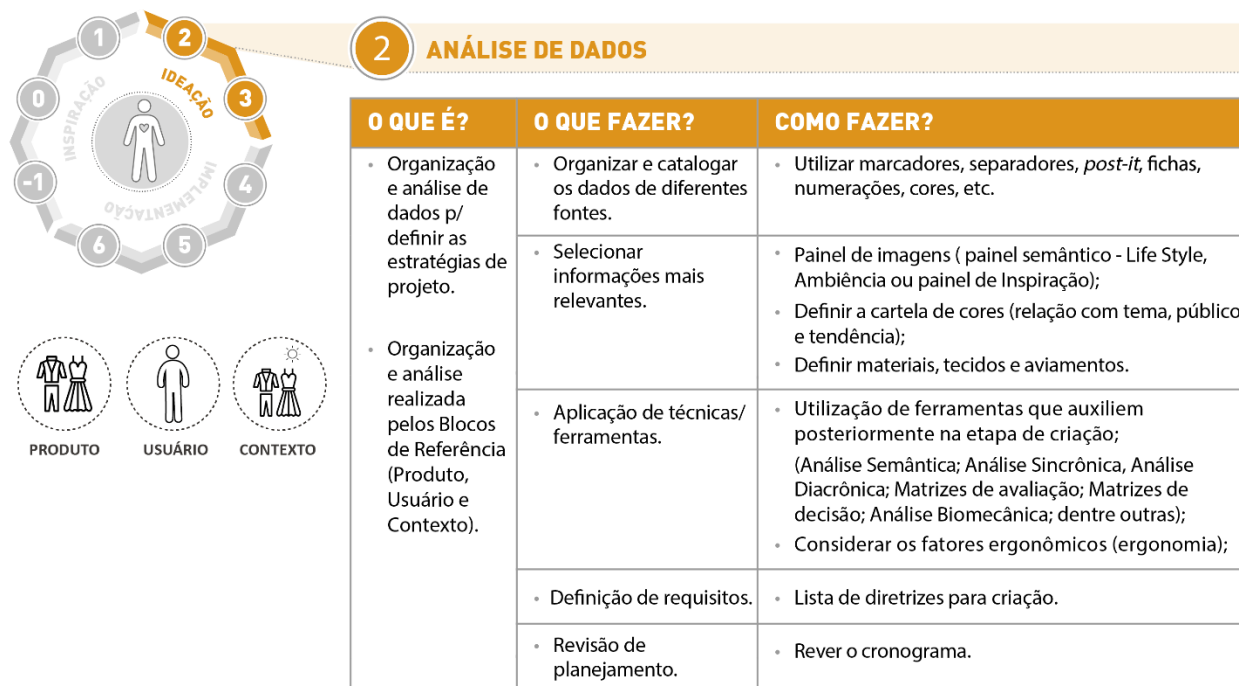 1
2
IDEAÇÃO
3
0
INSPIRAÇÃO
-1
IMPLEMENTAÇÃO
4
6
5
PRODUTO
USUÁRIO
CONTEXTO
2
ANÁLISE DE DADOS
O QUE É?
O QUE FAZER?
COMO FAZER?
• Organização
e análise de
dados p/
definir as
estratégias de
projeto.
• Organização
e análise
realizada
pelos Blocos
de Referência
(Produto,
Usuário e
Contexto).
• Organizar e catalogar
os dados de diferentes
fontes.
• Utilizar marcadores, separadores, post-it, fichas,
numerações, cores, etc.
• Selecionar
informações mais
relevantes.
• Painel de imagens ( painel semântico - Life Style,
Ambiência ou painel de Inspiração);
• Definir a cartela de cores (relação com tema, público
e tendência);
• Definir materiais, tecidos e aviamentos.
• Aplicação de técnicas/
ferramentas.
• Utilização de ferramentas que auxiliem
posteriormente na etapa de criação;
(Análise Semântica; Análise Sincrônica, Análise
Diacrônica; Matrizes de avaliação; Matrizes de
decisão; Análise Biomecânica; dentre outras);
• Considerar os fatores ergonômicos (ergonomia);
• Definição de requisitos.
• Lista de diretrizes para criação.
• Revisão de
planejamento.
• Rever o cronograma.